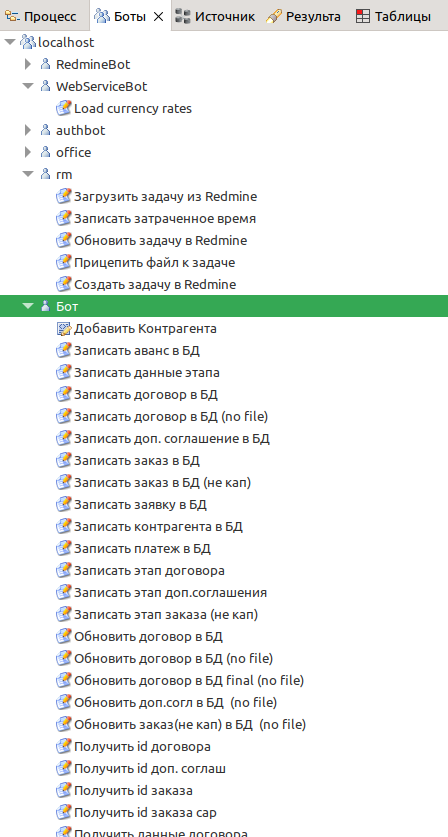 Процесс Боты Источник Результа Таблицы
localhost
RedmineBot
WebServiceBot
Load currency rates
authbot
office
rm
Загрузить задачу из Redmine
Записать затраченное время
Обновить задачу в Redmine
Прицепить файл к задаче
Создать задачу в Redmine
Бот
Добавить Контрагента
Записать аванс в БД
Записать данные этапа
Записать договор в БД
Записать договор в БД (no file)
Записать доп. соглашение в БД
Записать заказ в БД
Записать заказ в БД (не кап)
Записать заявку в БД
Записать контрагента в БД
Записать платеж в БД
Записать этап договора
Записать этап доп.соглашения
Записать этап заказа (не кап)
Обновить договор в БД
Обновить договор в БД (no file)
Обновить договор в БД final (no file)
Обновить доп.согл в БД (no file)
Обновить заказ(не кап) в БД (no file)
Получить id договора
Получить id доп. соглаш
Получить id заказа
Получить id заказа cap
Получить данные договора